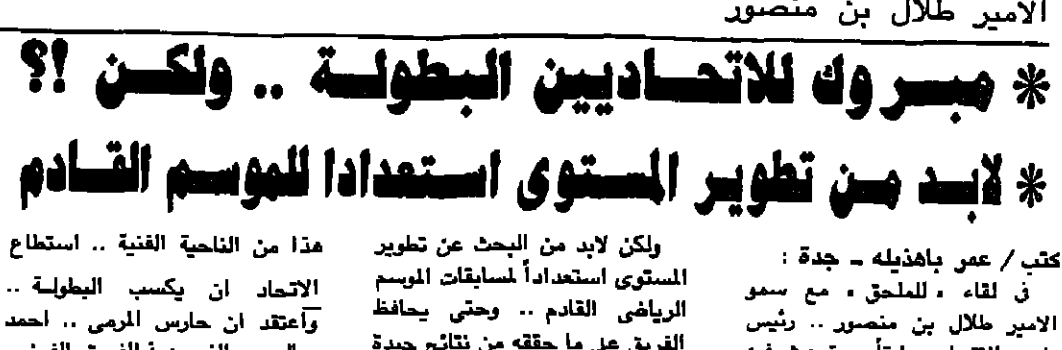 الامير طلال بن منصور
* مبروك للاتحاديين البطولة .. ولكن !؟
* لابد من تطوير المستوى استعدادا للموسم القادم
كتب / عمر باهذيله ـ جدة :
فى لقاء « للملحق » مع سمو
الامير طلال بن منصور .. رئيس
ولكن لابد من البحث عن تطوير
المستوى استعداداً لمسابقات الموسم
الرياضى القادم .. وحتى يحافظ
الفريق على ما حققه من نتائج جيدة
هذا من الناحية الفنية .. استطاع
الاتحاد ان يكسب البطولة ..
وأعتقد ان حارس المرمى .. احمد